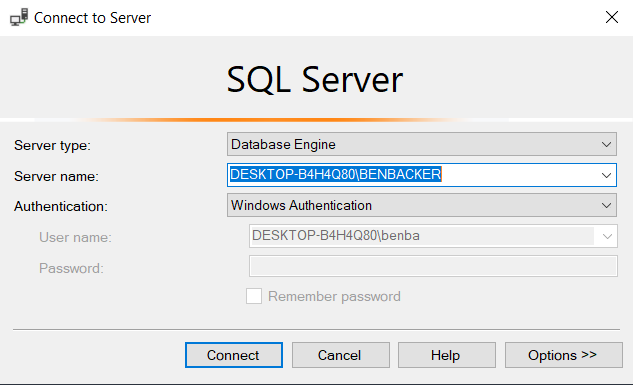 Connect to Server
SQL Server
Server type: Database Engine
Server name: DESKTOP-B4H4Q80\BENBACKER
Authentication: Windows Authentication
User name: DESKTOP-B4H4Q80\benba
Password:
Remember password
Connect Cancel Help Options >>